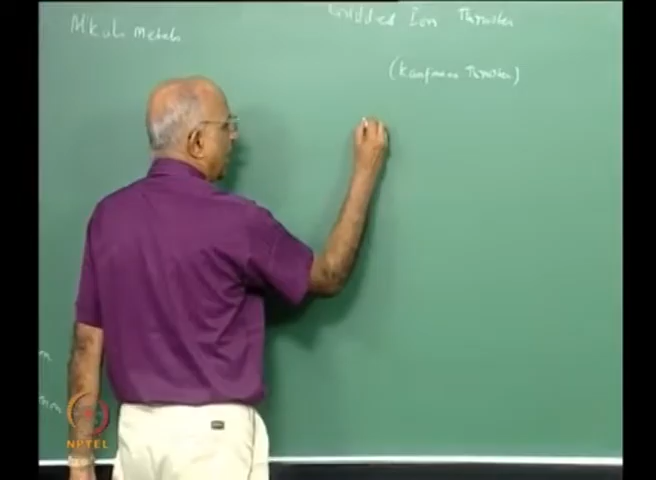 Alkali Metals
Gridded Ion Thruster
(Kaufmann Thruster)
NPTEL